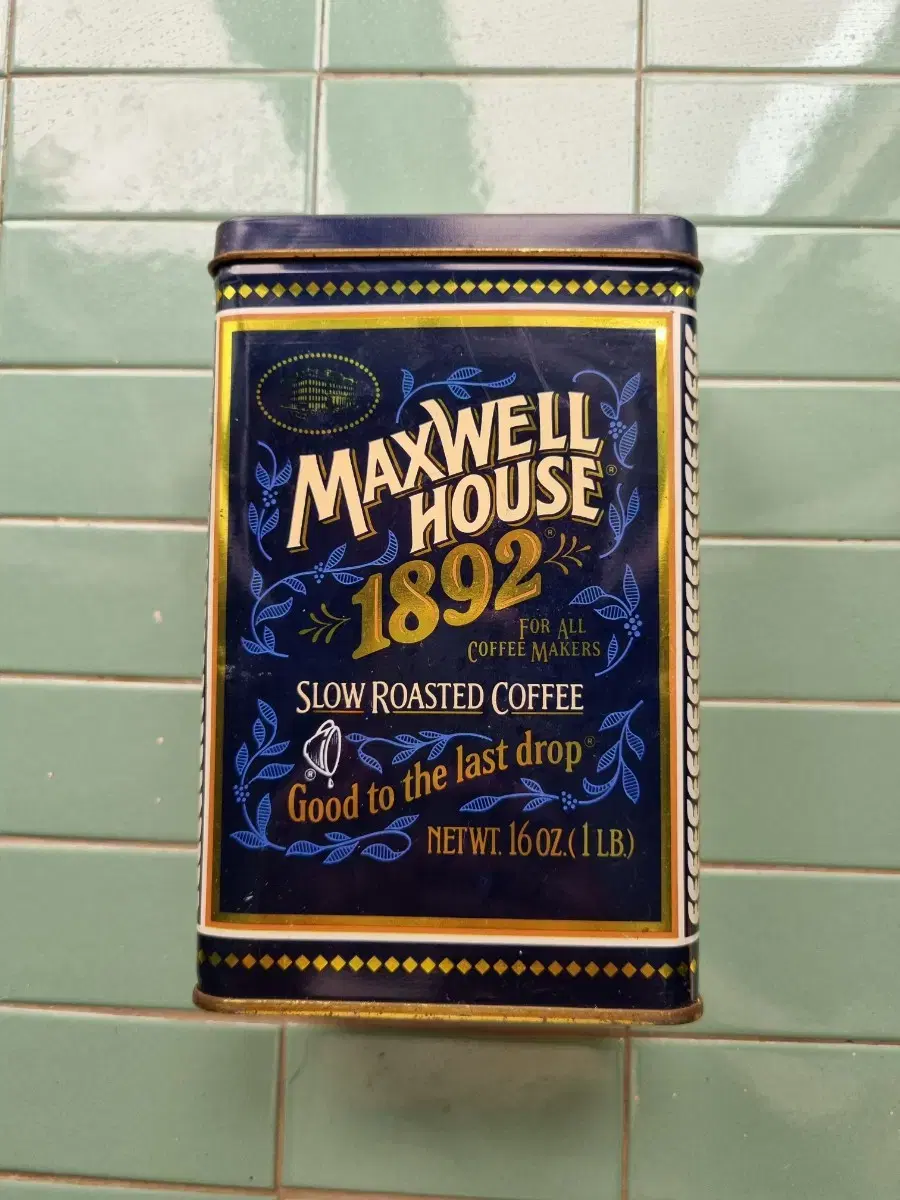 MAXWELL
HOUSE®
1892®
FOR ALL
COFFEE MAKERS
SLOW ROASTED COFFEE
®
Good to the last drop®
NET WT. 16 OZ. (1 LB.)